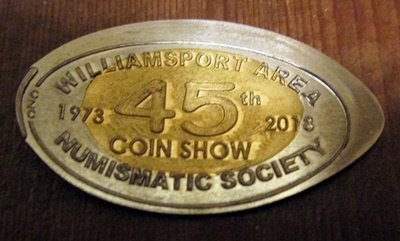 WILLIAMSPORT AREA
1973 45th 2018
COIN SHOW
NUMISMATIC SOCIETY